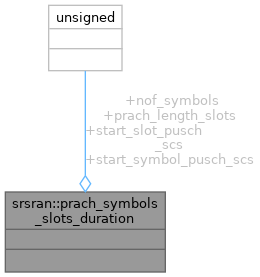 unsigned
+nof_symbols
+prach_length_slots
+start_slot_pusch
_scs
+start_symbol_pusch_scs
srsran::prach_symbols
_slots_duration